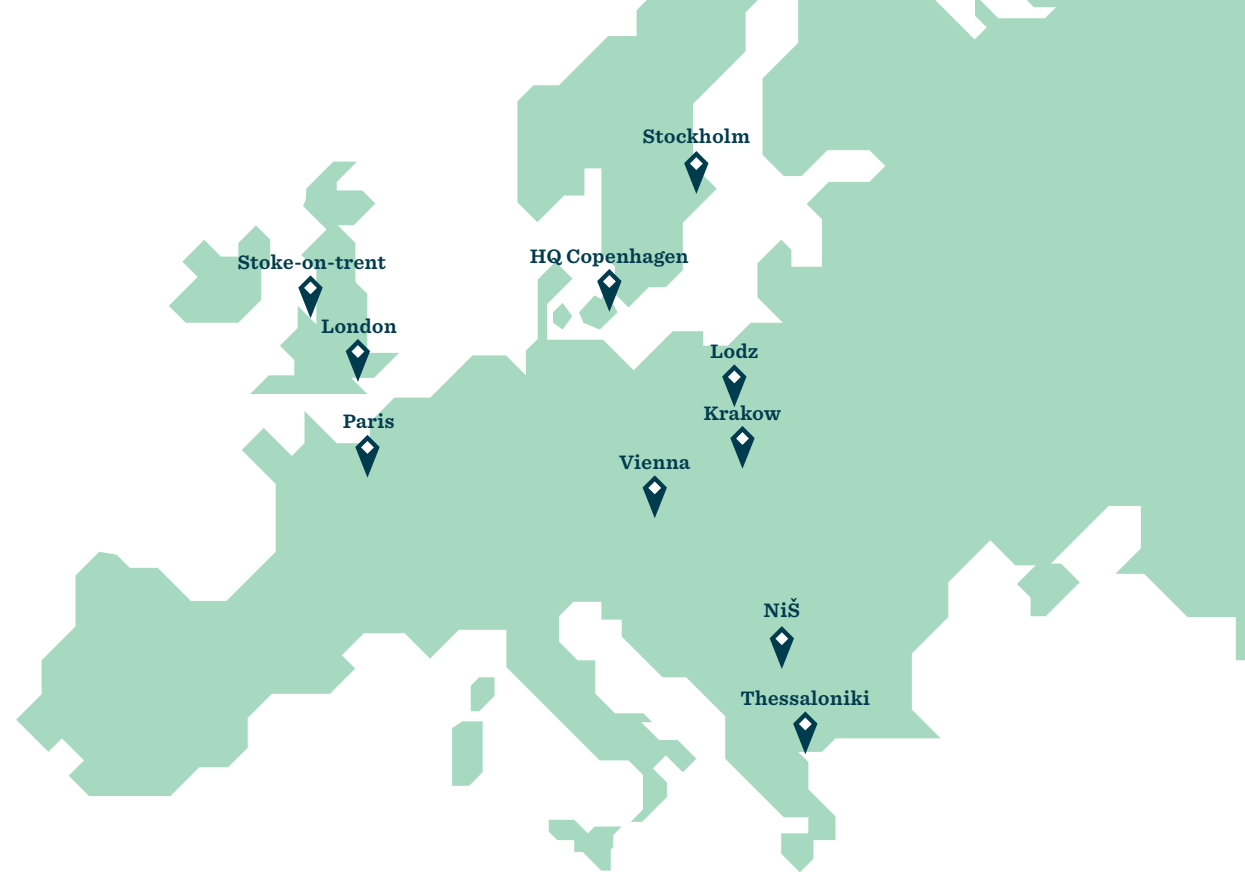 Stockholm
HQ Copenhagen
Stoke-on-trent
London
Lodz
Krakow
Paris
Vienna
NiŠ
Thessaloniki